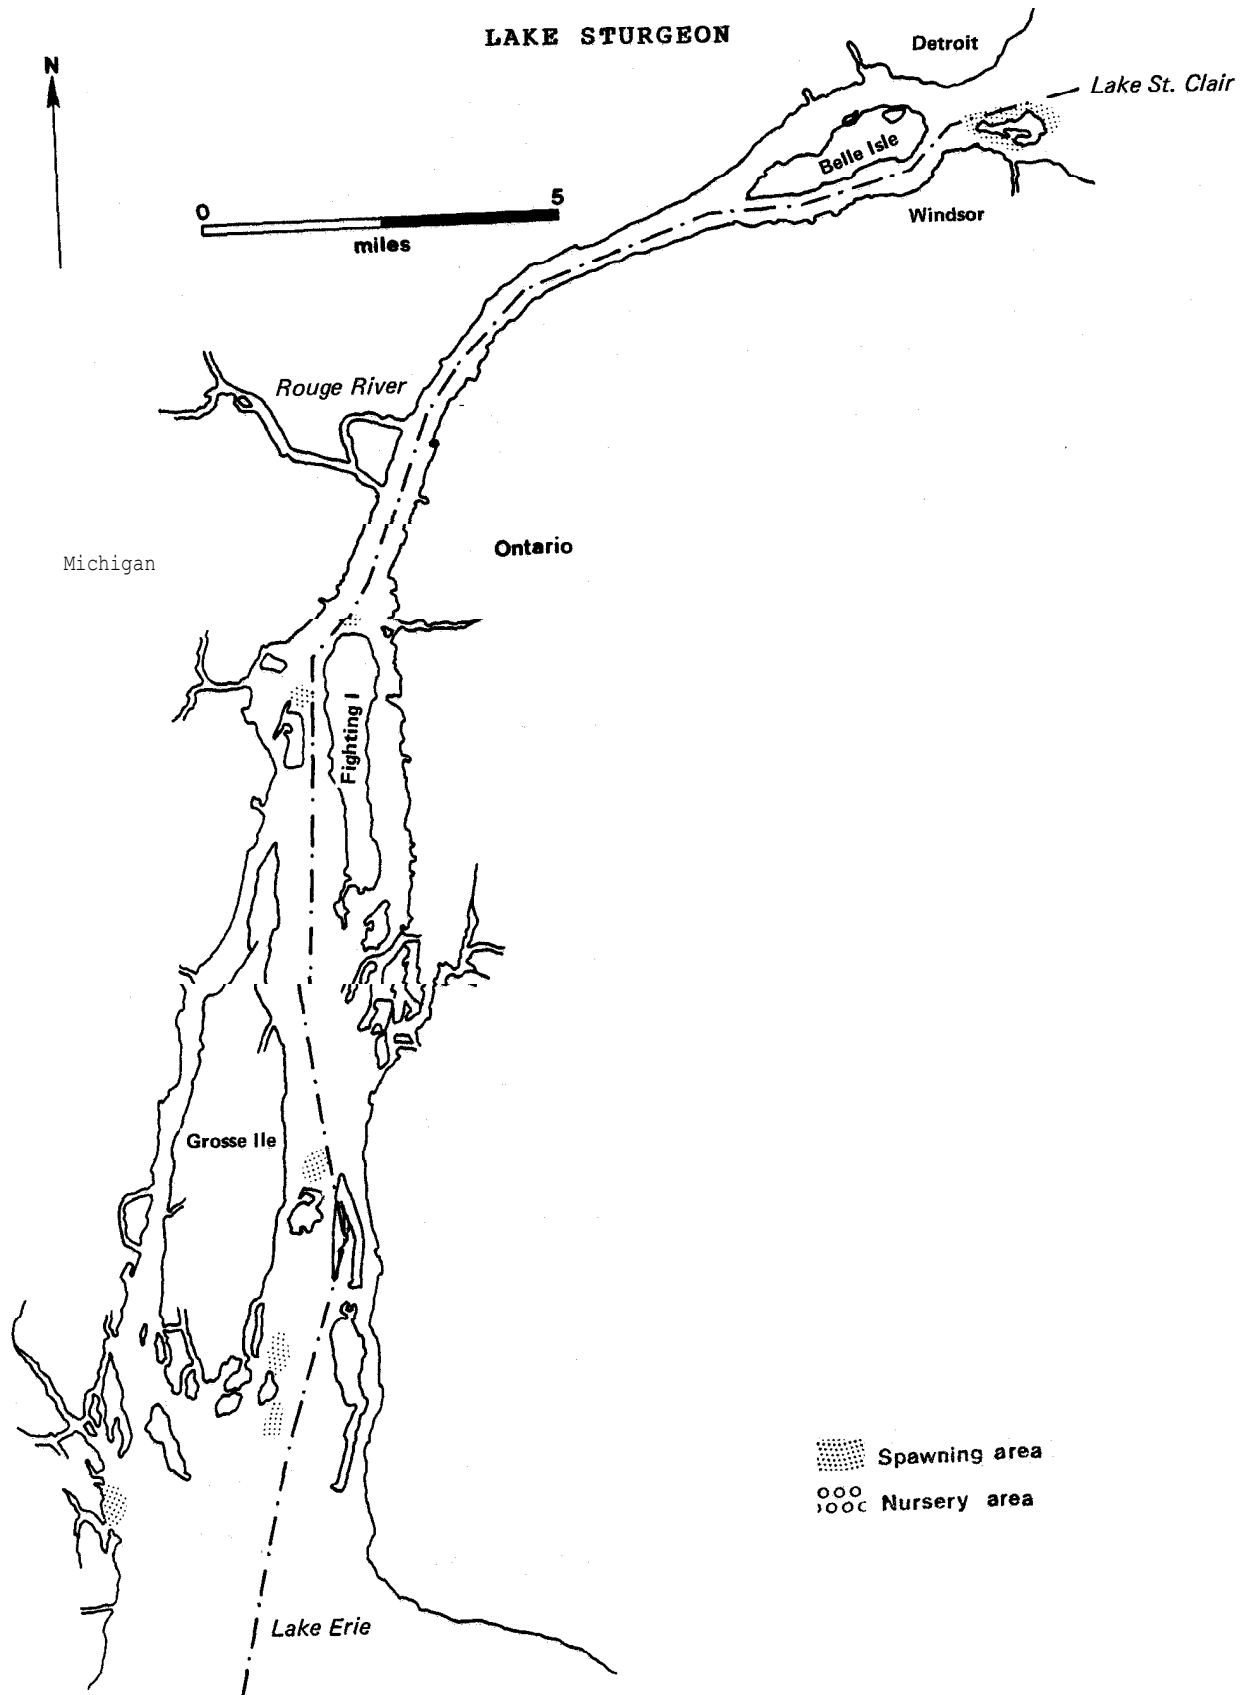 LAKE STURGEON
Detroit
N
Lake St. Clair
Belle Isle
0 5
Windsor
miles
Rouge River
Ontario
Michigan
Fighting I
Grosse Ile
Spawning area
Nursery area
Lake Erie